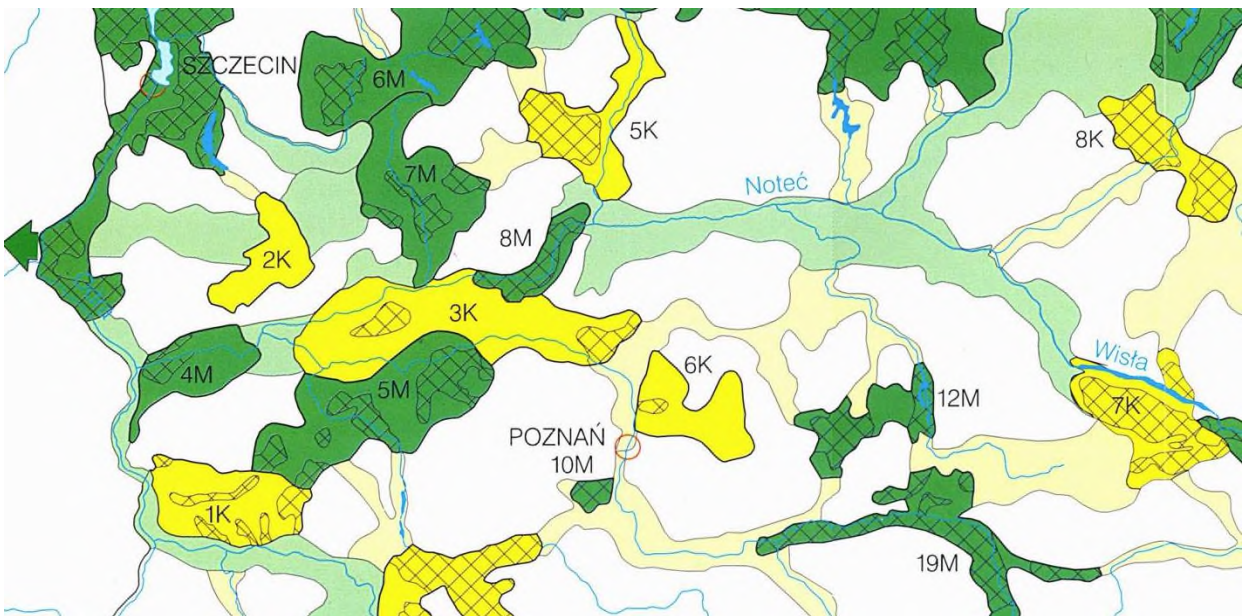 SZCZECIN
6M
5K
8K
7M
Noteć
8M
2K
3K
4M
5M
6K
Wisła
12M
7K
POZNAŃ
10M
1K
19M